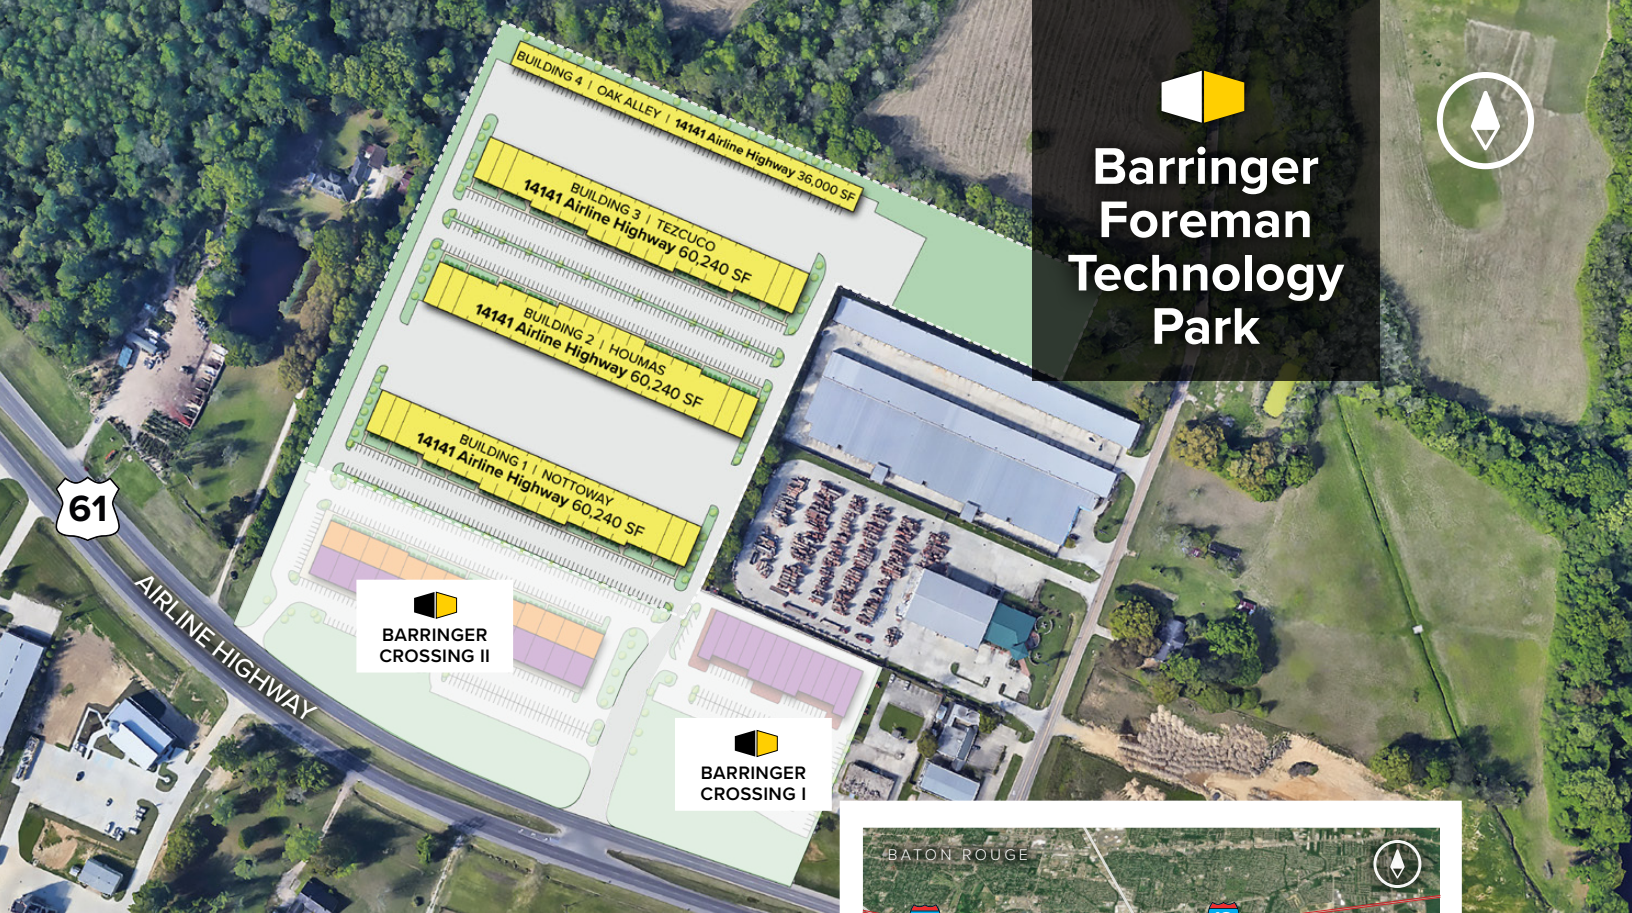 BUILDING 4 | OAK ALLEY | 14141 Airline Highway 36,000 SF
BUILDING 3 | TEZCUCO
14141 Airline Highway 60,240 SF
BUILDING 2 | HOUMAS
14141 Airline Highway 60,240 SF
BUILDING 1 | NOTTOWAY
14141 Airline Highway 60,240 SF
Barringer
Foreman
Technology
Park
61
AIRLINE HIGHWAY
BARRINGER
CROSSING II
BARRINGER
CROSSING I
BATON ROUGE